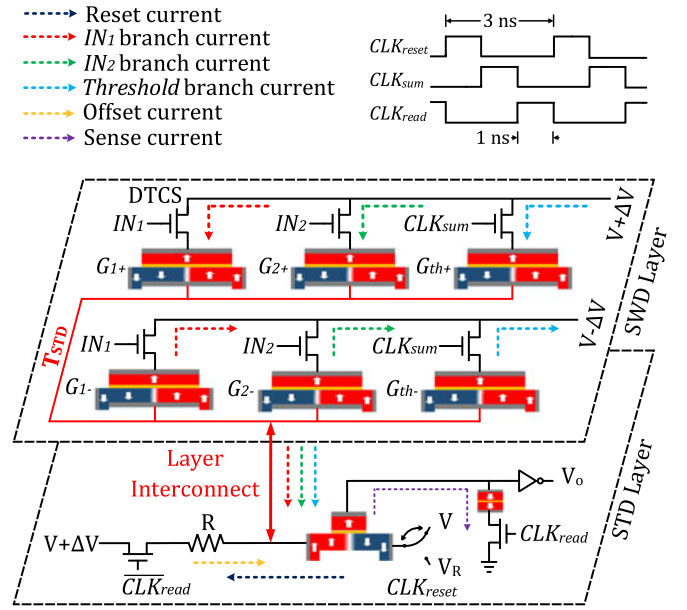 Reset current
IN1 branch current
IN2 branch current
Threshold branch current
Offset current
Sense current
3 ns
CLKreset
CLKsum
CLKread
1 ns
DTCS
IN1
IN2
CLKsum
V+ΔV
G1+
G2+
Gth+
SWD Layer
TSTD
IN1
IN2
CLKsum
V-ΔV
G1-
G2-
Gth-
Layer
Interconnect
STD Layer
Vo
R
V
V+ΔV
CLKread
VR
CLKread
CLKreset